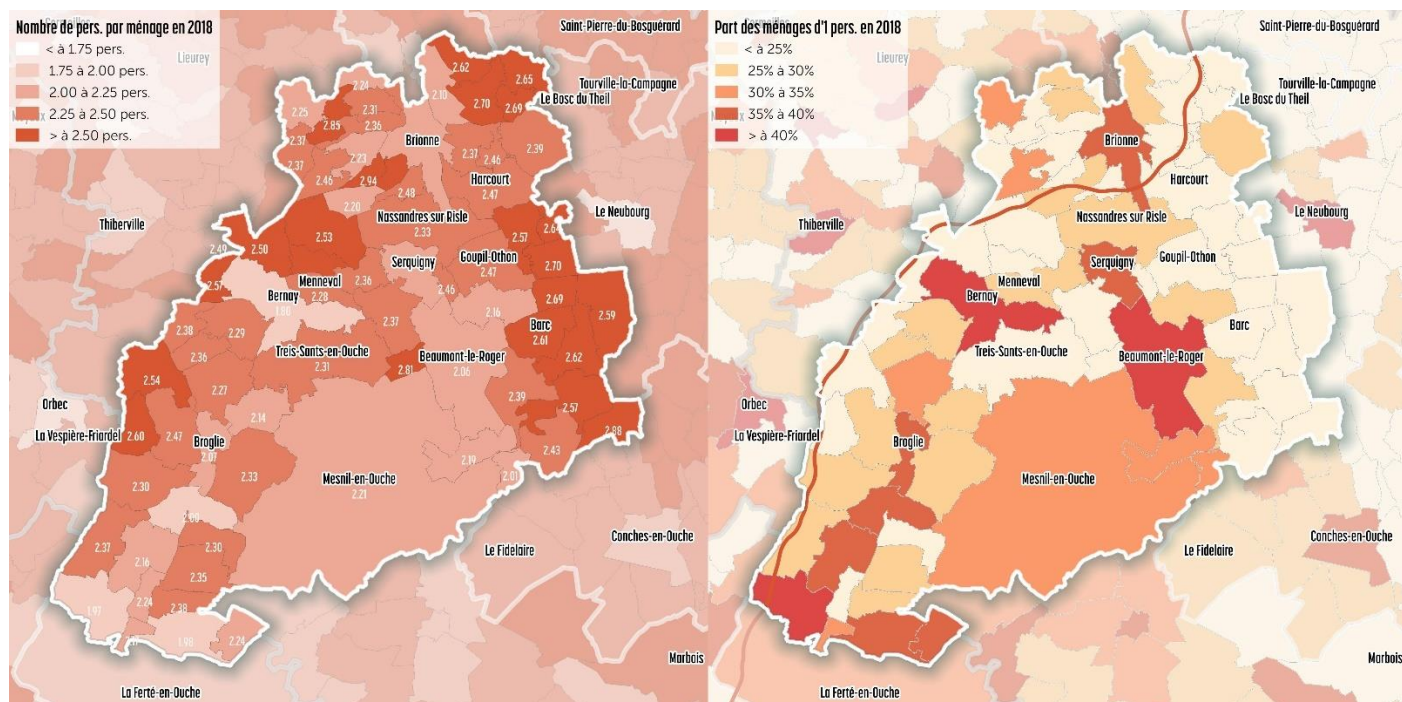 Nombre de pers. par ménage en 2018
< à 1.75 pers.
1.75 à 2.00 pers.
2.00 à 2.25 pers.
2.25 à 2.50 pers.
> à 2.50 pers.
Lieurey
Saint-Pierre-du-Bosguérard
Tourville-la-Campagne
Le Bosc du Theil
2.62
2.65
2.24
2.10
2.70
2.69
2.25
2.31
2.85
2.36
2.37
Brionne
2.39
2.23
2.37
2.46
2.37
2.46
2.94
Harcourt
2.48
2.47
2.20
Nassandres sur Risle
2.33
Le Neubourg
Thiberville
2.64
2.49
2.50
2.53
2.57
Serquigny
Goupil-Othon
2.47
2.70
2.57
Menneval
2.36
2.28
2.46
Bernay
2.69
2.16
2.59
2.37
Barc
2.61
2.38
2.29
2.36
Treis-Sants-en-Ouche
2.31
Beaumont-le-Roger
2.06
2.62
2.81
2.54
2.27
2.39
2.57
Orbec
2.14
La Vespière-Friardel
2.60
2.47
Broglie
2.07
2.88
2.43
2.19
2.01
2.33
Mesnil-en-Ouche
2.21
2.30
2.00
Conches-en-Ouche
Le Fidelaire
2.37
2.30
2.16
2.35
2.24
1.97
2.38
1.98
2.24
Marbois
La Ferté-en-Ouche
Part des ménages d'1 pers. en 2018
< à 25%
25% à 30%
30% à 35%
35% à 40%
> à 40%
Lieurey
Saint-Pierre-du-Bosguérard
Tourville-la-Campagne
Le Bosc du Theil
Brionne
Harcourt
Nassandres sur Risle
Le Neubourg
Thiberville
Serquigny
Goupil-Othon
Menneval
Bernay
Barc
Treis-Sants-en-Ouche
Beaumont-le-Roger
Orbec
La Vespière-Friardel
Broglie
Mesnil-en-Ouche
Conches-en-Ouche
Le Fidelaire
Marbois
La Ferté-en-Ouche